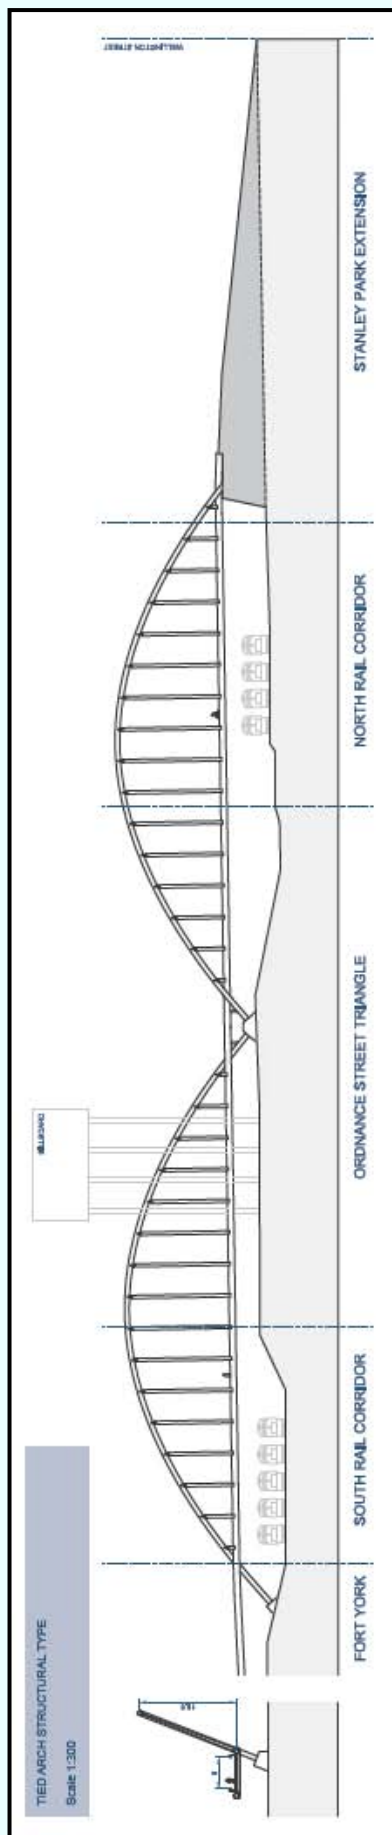 TIED ARCH STRUCTURAL TYPE
Scale 1:300
FORT YORK
SOUTH RAIL CORRIDOR
ORDNANCE STREET TRIANGLE
NORTH RAIL CORRIDOR
STANLEY PARK EXTENSION
WELLINGTON
STREET